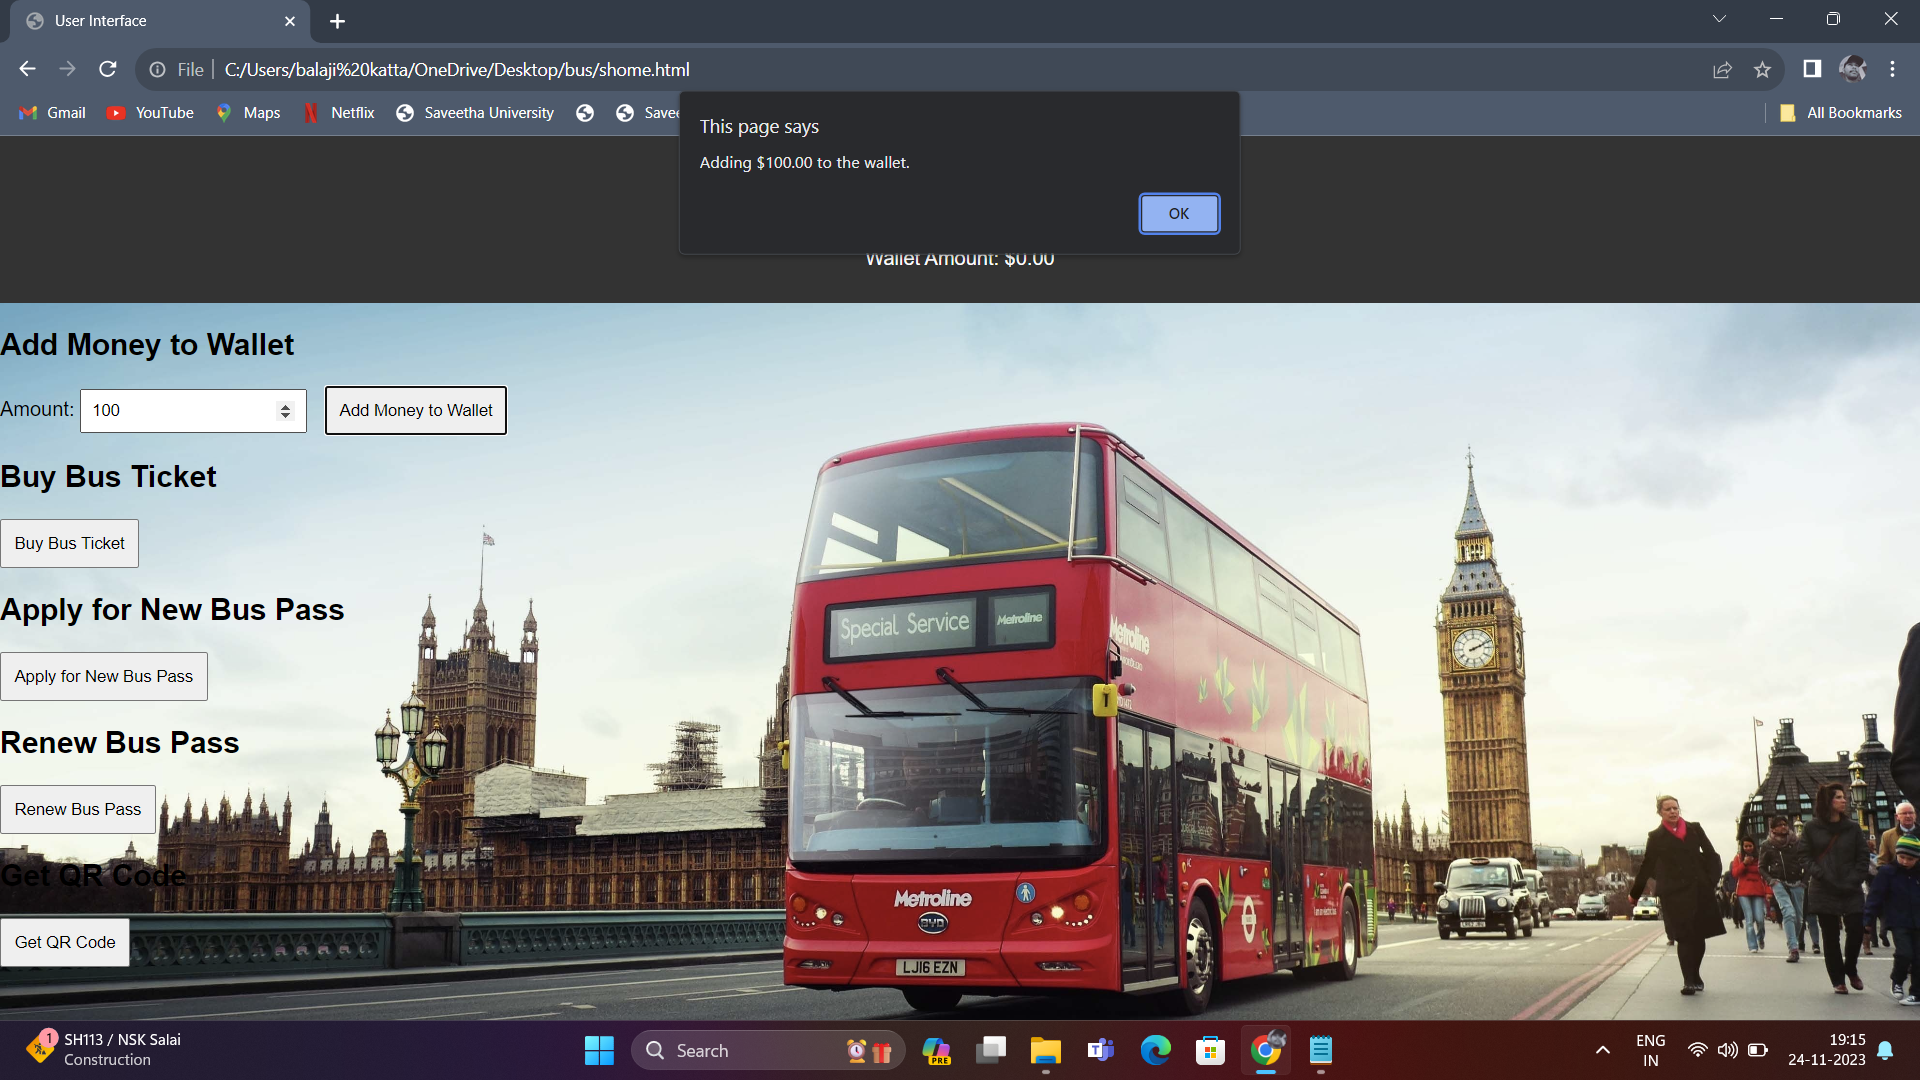 User Interface
File
C:/Users/balaji%20katta/OneDrive/Desktop/bus/shome.html
Gmail
YouTube
Maps
Netflix
Saveetha University
Savee
All Bookmarks
This page says
Adding $100.00 to the wallet.
OK
Wallet Amount: $0.00
Add Money to Wallet
Amount:
100
Add Money to Wallet
Buy Bus Ticket
Buy Bus Ticket
Apply for New Bus Pass
Apply for New Bus Pass
Renew Bus Pass
Renew Bus Pass
Get QR Code
Get QR Code
Special Service
Metroline
Metroline
Metroline
BYD
LJ16 EZN
1
SH113 / NSK Salai
Construction
Search
PRE
ENG
IN
19:15
24-11-2023